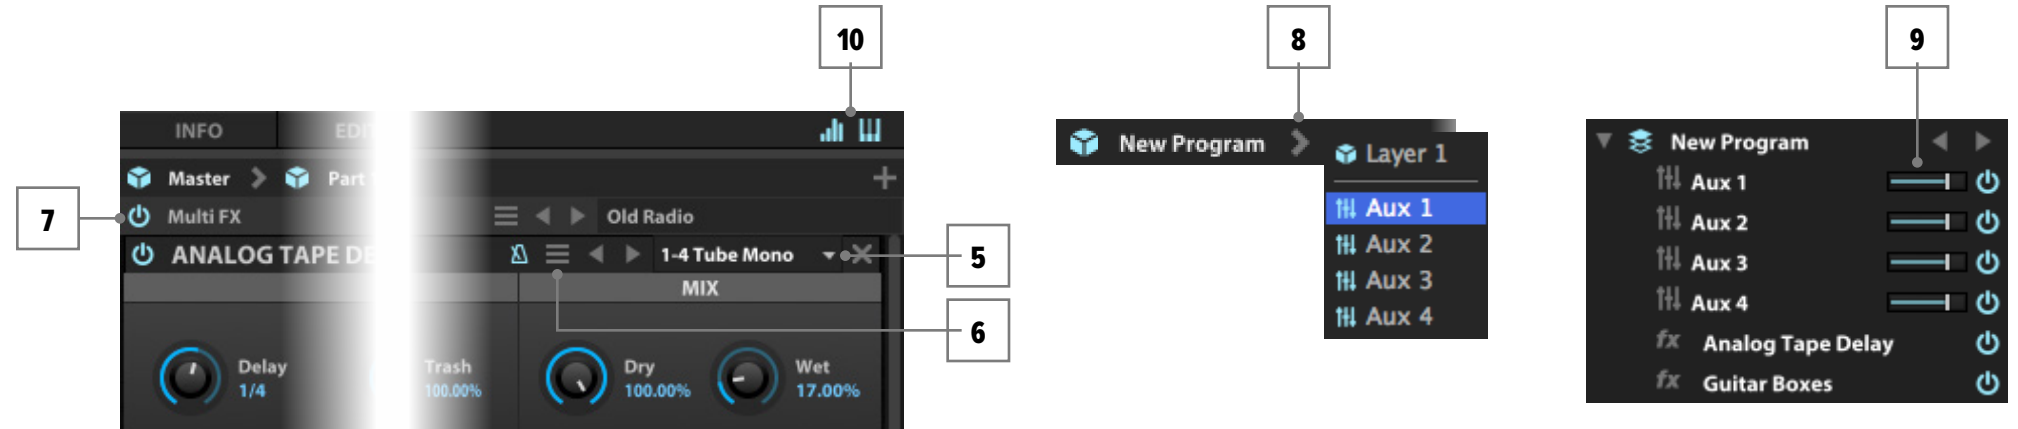 10
8
9
INFO
EDIT
Master
Part 1
7
Multi FX
Old Radio
ANALOG TAPE DE
1-4 Tube Mono
5
MIX
6
Delay
1/4
Trash
100.00%
Dry
100.00%
Wet
17.00%
New Program
Layer 1
Aux 1
Aux 2
Aux 3
Aux 4
New Program
Aux 1
Aux 2
Aux 3
Aux 4
fx Analog Tape Delay
fx Guitar Boxes